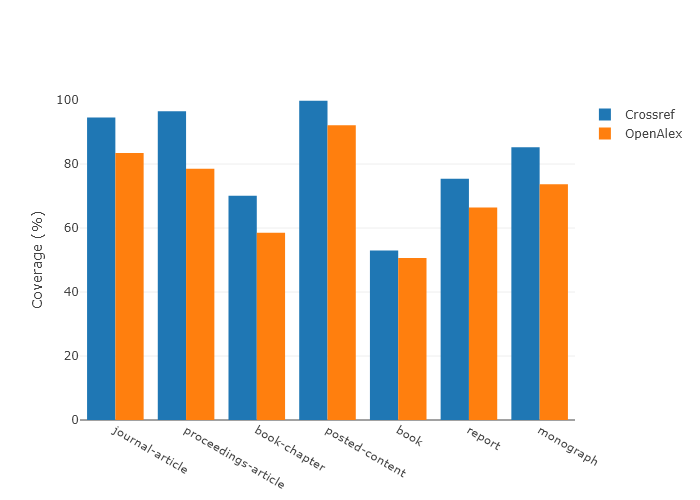 100
80
60
40
20
0
Coverage (%)
journal-article
proceedings-article
book-chapter
posted-content
book
report
monograph
Crossref
OpenAlex